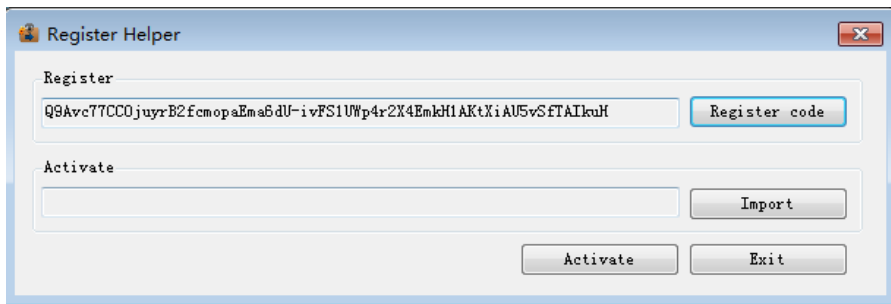 Register Helper
Register
Q9Avc77CCOjuyrB2fcmopaEma6dU-ivFS1UWp4r2X4EmkH1AKtXiAU5vSfTAIkuH
Register code
Activate
Import
Activate
Exit